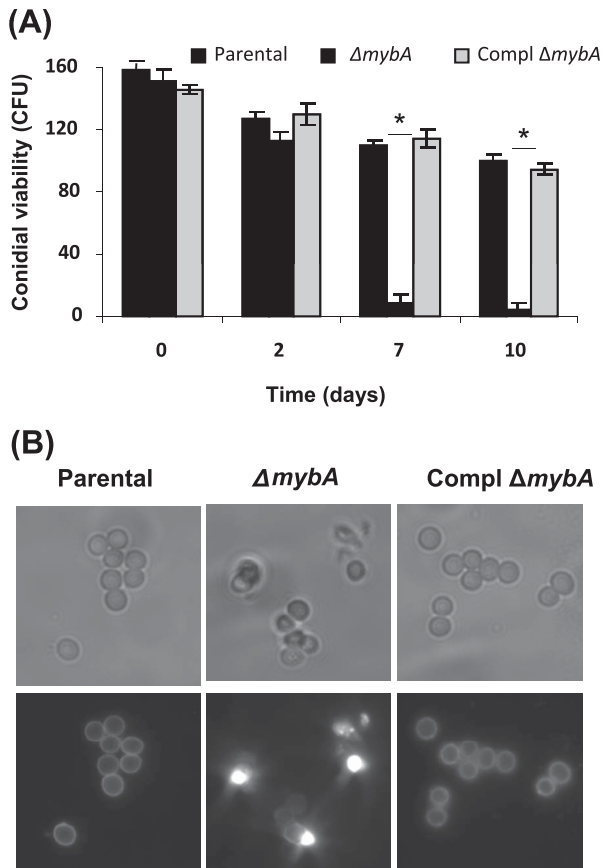 (A)
Parental ΔmybA Compl ΔmybA
Conidial viability (CFU)
160
120
80
40
0
* *
0 2 7 10
Time (days)
(B)
Parental ΔmybA Compl ΔmybA